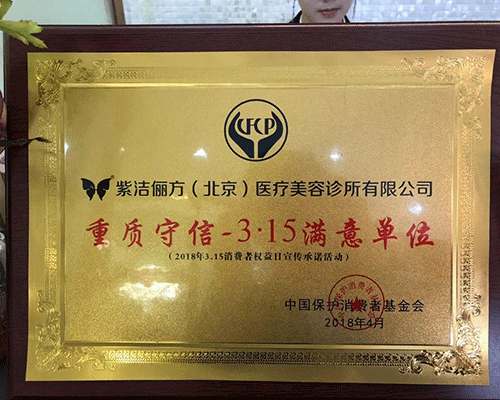 CFCP
紫洁俪方（北京）医疗美容诊所有限公司
重质守信-3·15满意单位
(2018年3.15消费者权益日宣传承诺活动)
中国保护消费者基金会
2018年4月